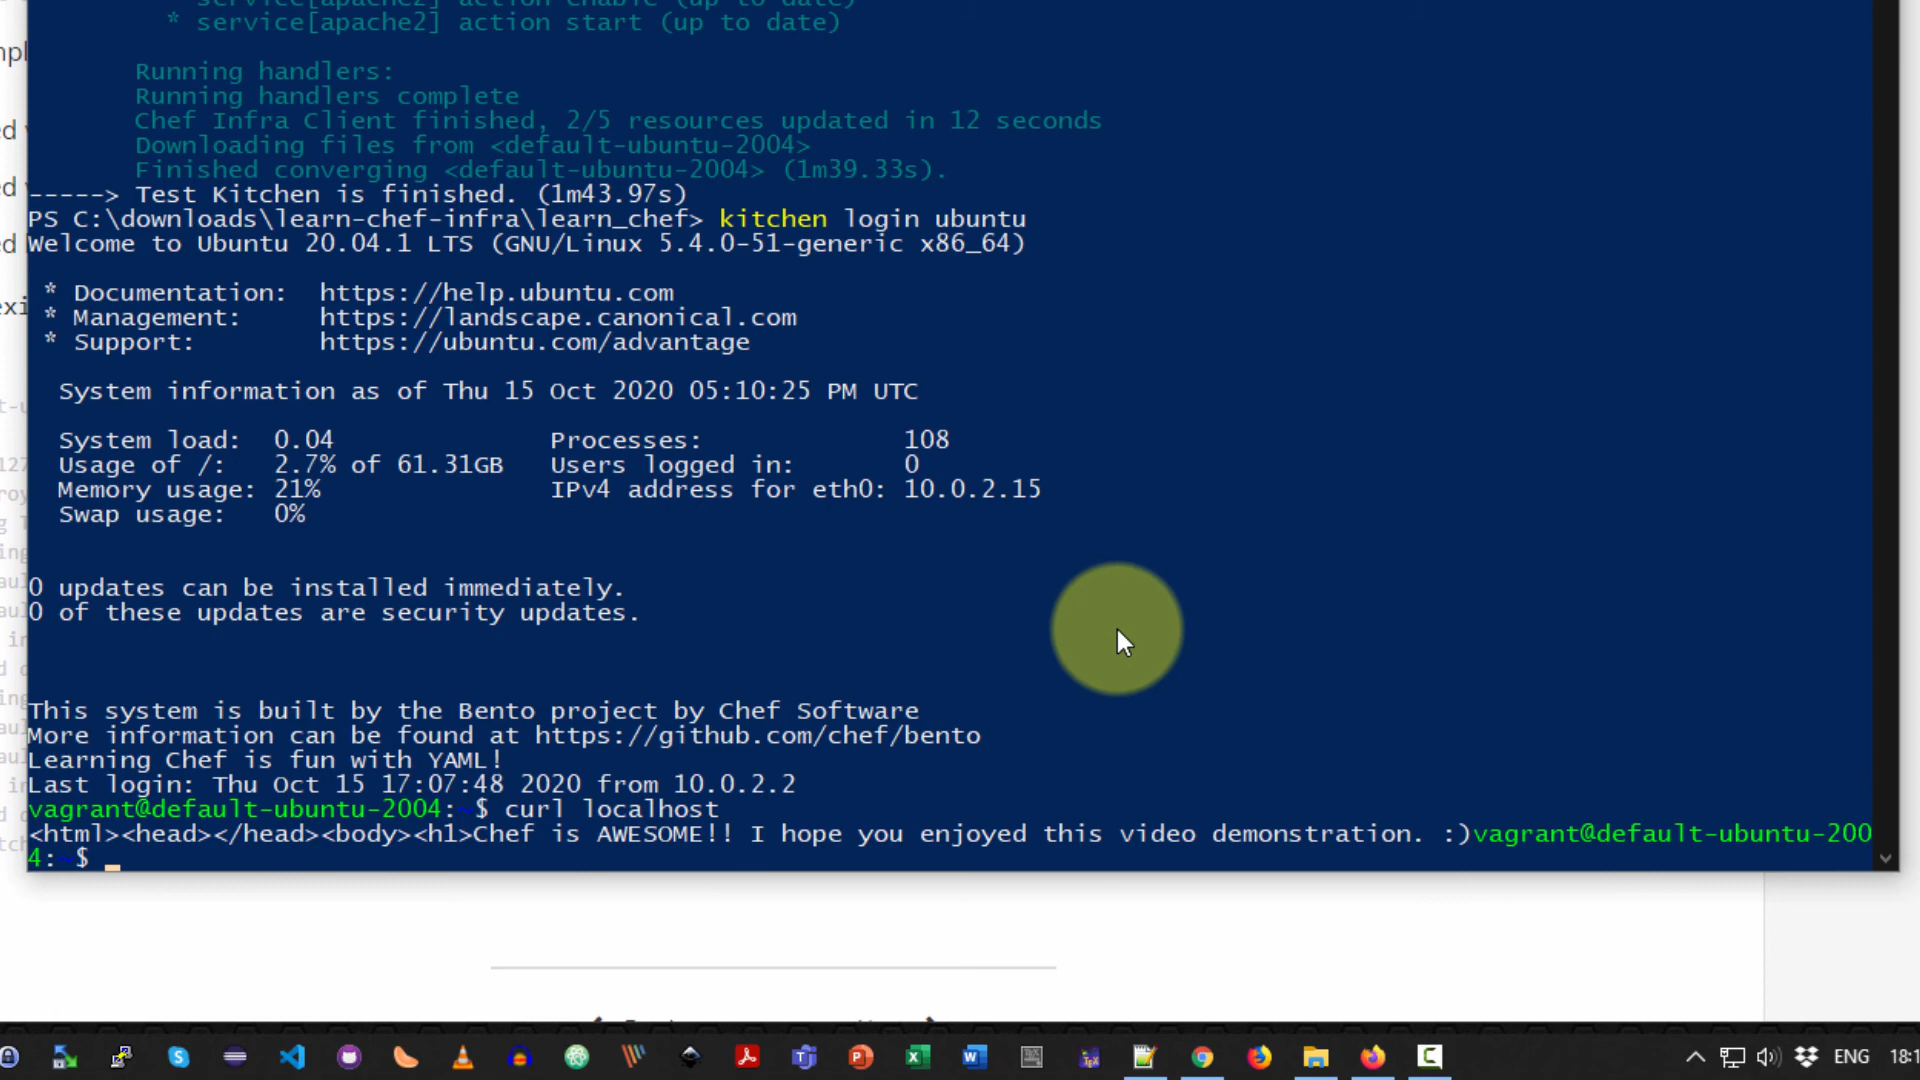 service[apache2] action enable (up to date)
* service[apache2] action start (up to date)
Running handlers:
Running handlers complete
Chef Infra Client finished, 2/5 resources updated in 12 seconds
Downloading files from <default-ubuntu-2004>
Finished converging <default-ubuntu-2004> (1m39.33s).
-----> Test Kitchen is finished. (1m43.97s)
PS C:\downloads\learn-chef-infra\learn_chef> kitchen login ubuntu
Welcome to Ubuntu 20.04.1 LTS (GNU/Linux 5.4.0-51-generic x86_64)
* Documentation: https://help.ubuntu.com
* Management: https://landscape.canonical.com
* Support: https://ubuntu.com/advantage
System information as of Thu 15 Oct 2020 05:10:25 PM UTC
System load: 0.04 Processes: 108
Usage of /: 2.7% of 61.31GB Users logged in: 0
Memory usage: 21% IPv4 address for eth0: 10.0.2.15
Swap usage: 0%
0 updates can be installed immediately.
0 of these updates are security updates.
This system is built by the Bento project by Chef Software
More information can be found at https://github.com/chef/bento
Learning Chef is fun with YAML!
Last login: Thu Oct 15 17:07:48 2020 from 10.0.2.2
vagrant@default-ubuntu-2004:~$ curl localhost
<html><head></head><body><h1>Chef is AWESOME!! I hope you enjoyed this video demonstration. :)vagrant@default-ubuntu-200
4:~$
ENG 18:1